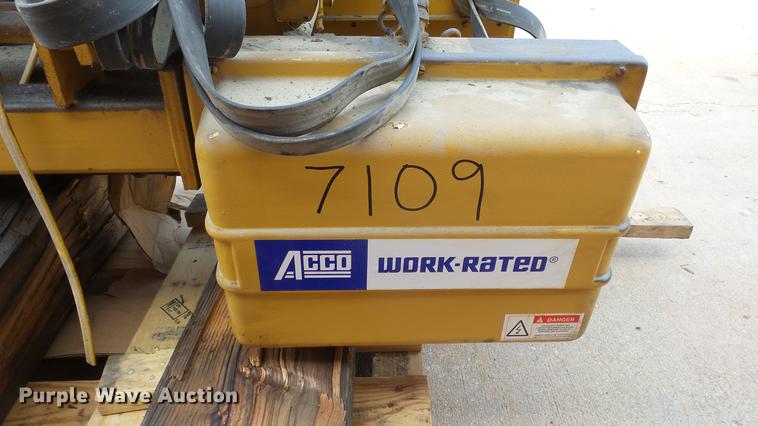 7109
ACCO WORK-RATED®
DANGER
Purple Wave Auction